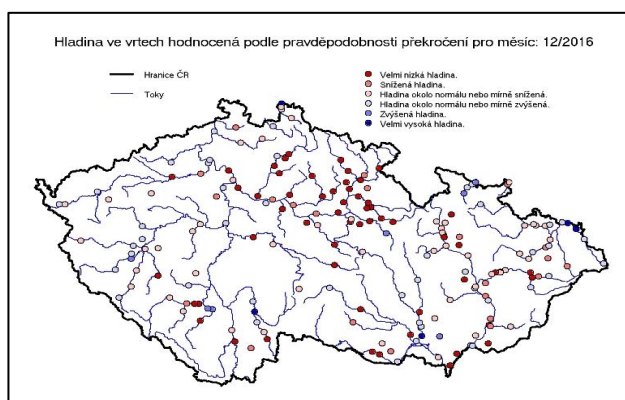 Hladina ve vrtech hodnocená podle pravděpodobnosti překročení pro měsíc: 12/2016
Hranice ČR
Toky
Velmi nízká hladina.
Snížená hladina.
Hladina okolo normálu nebo mírně snížená.
Hladina okolo normálu nebo mírně zvýšená.
Zvýšená hladina.
Velmi vysoká hladina.